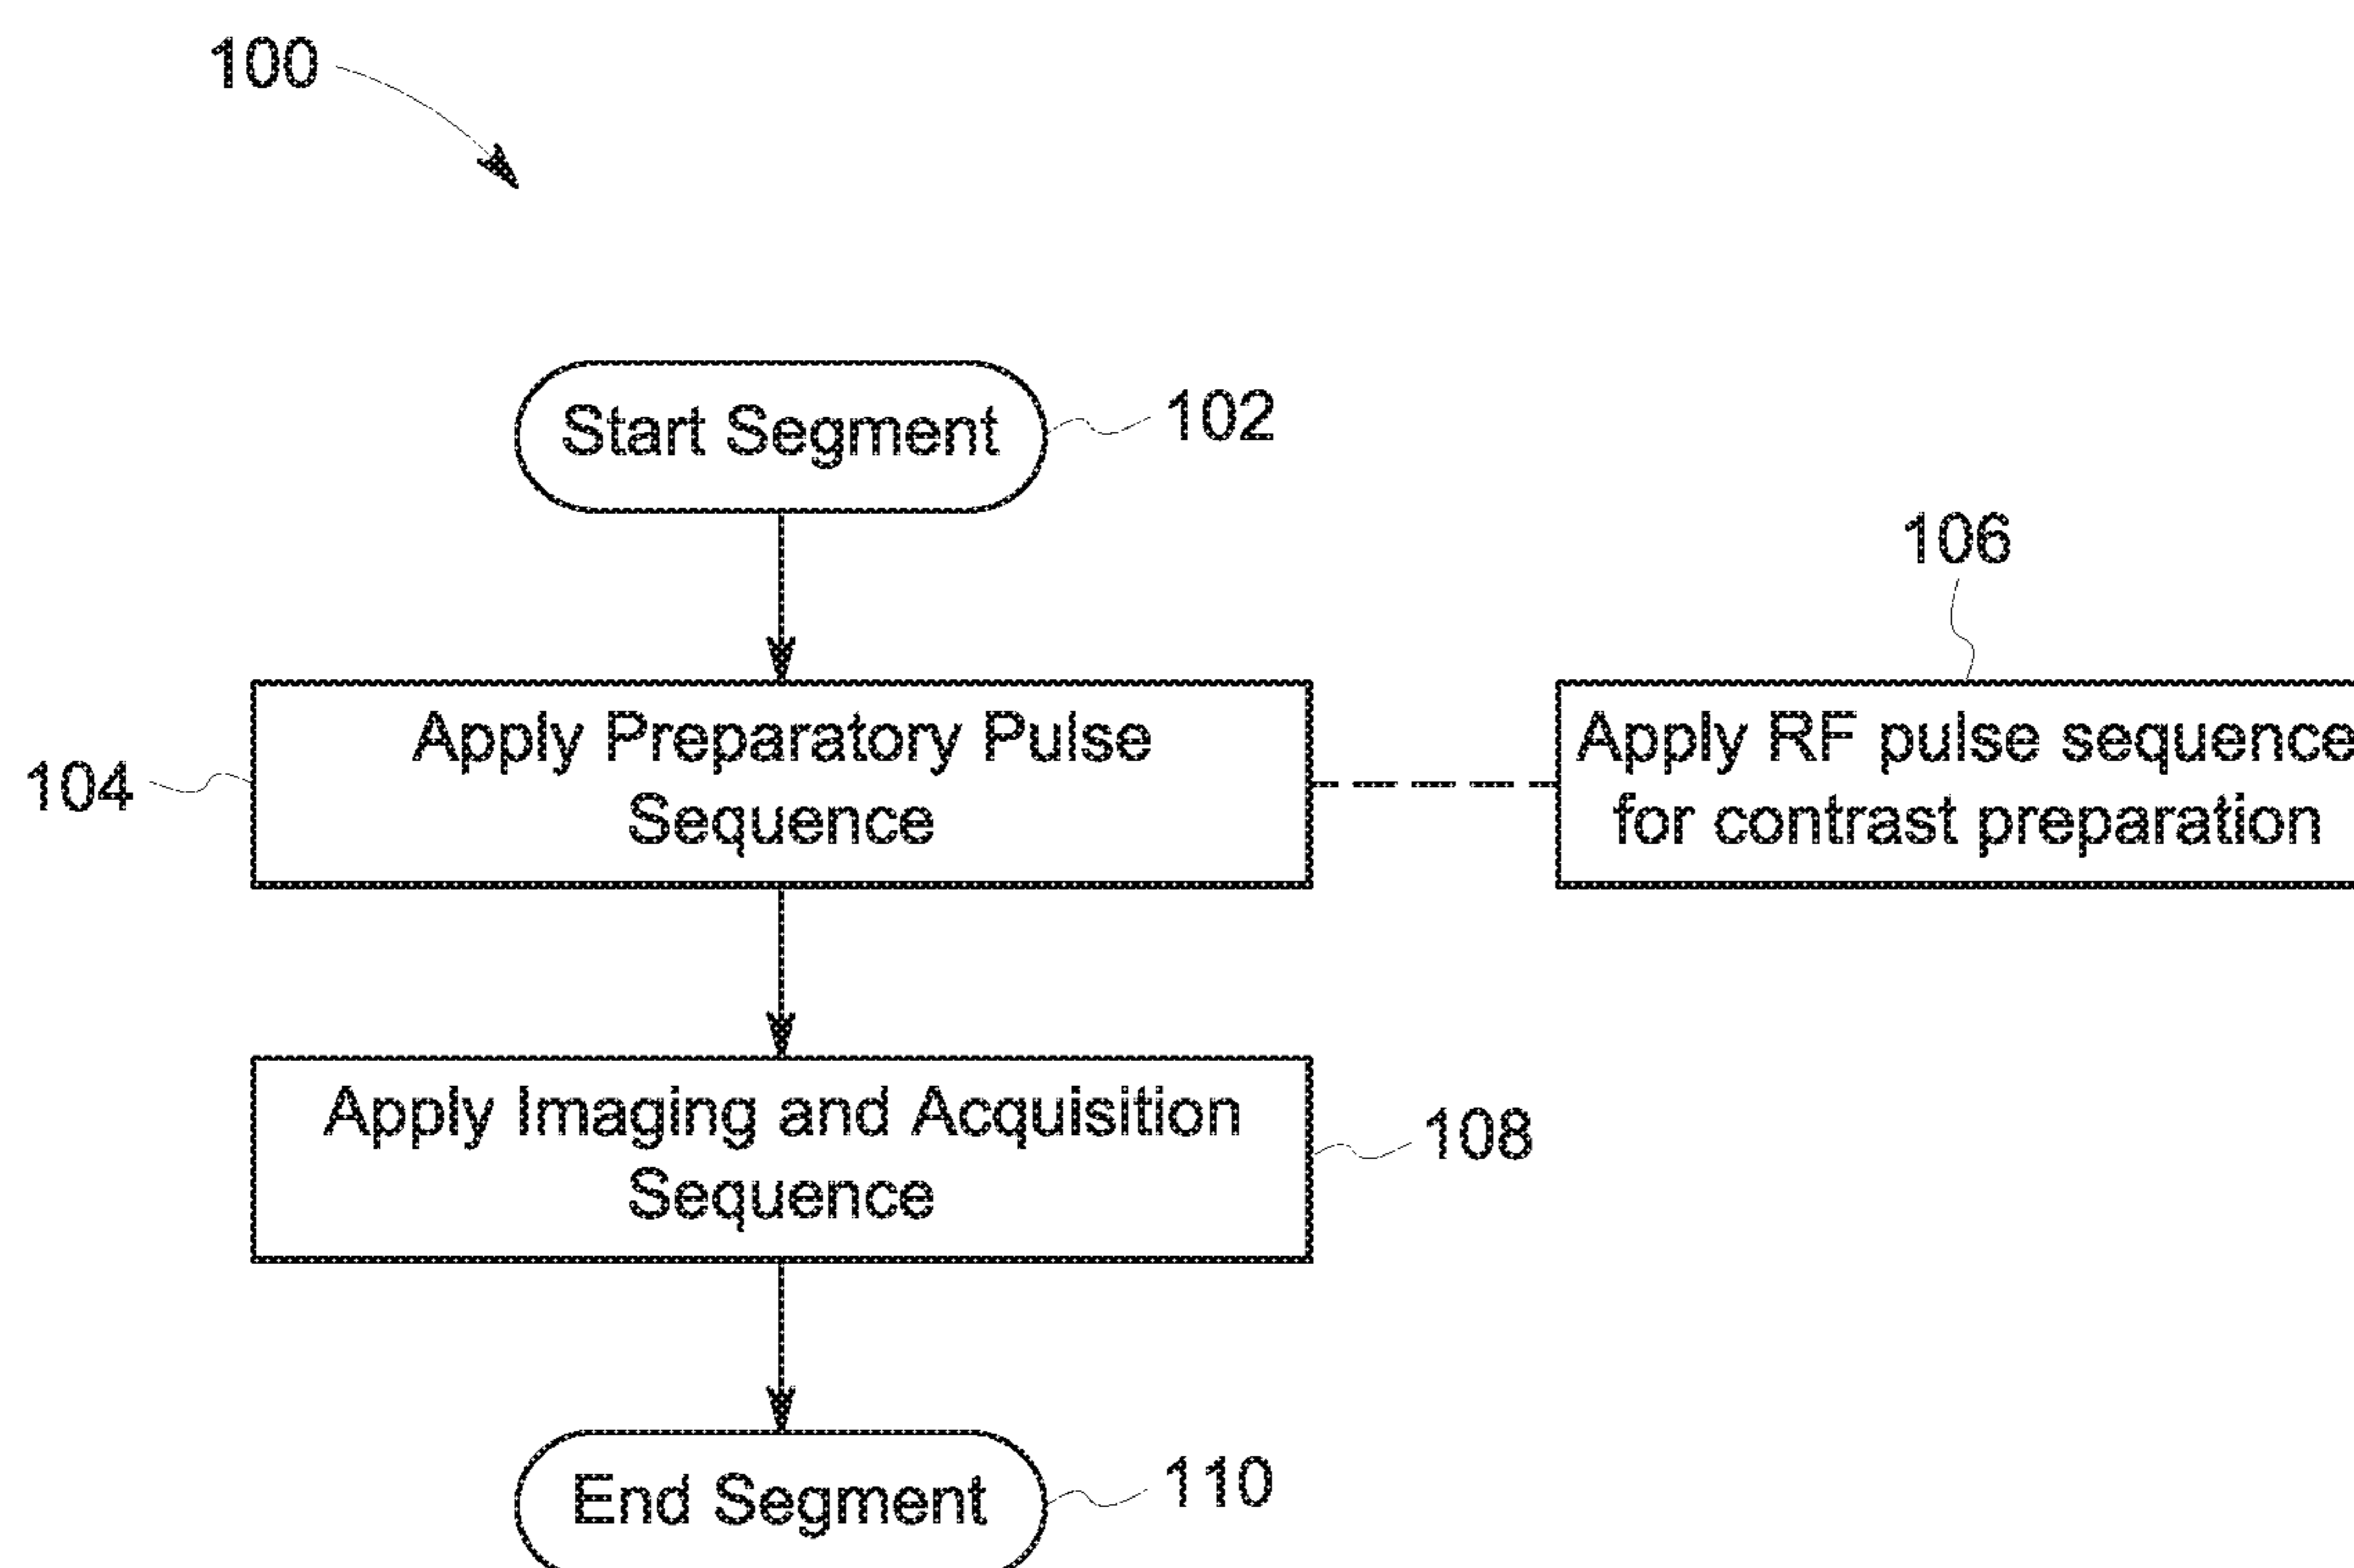 100
Start Segment
102
106
Apply Preparatory Pulse
Sequence
104
Apply RF pulse sequence
for contrast preparation
Apply Imaging and Acquisition
Sequence
108
End Segment
110